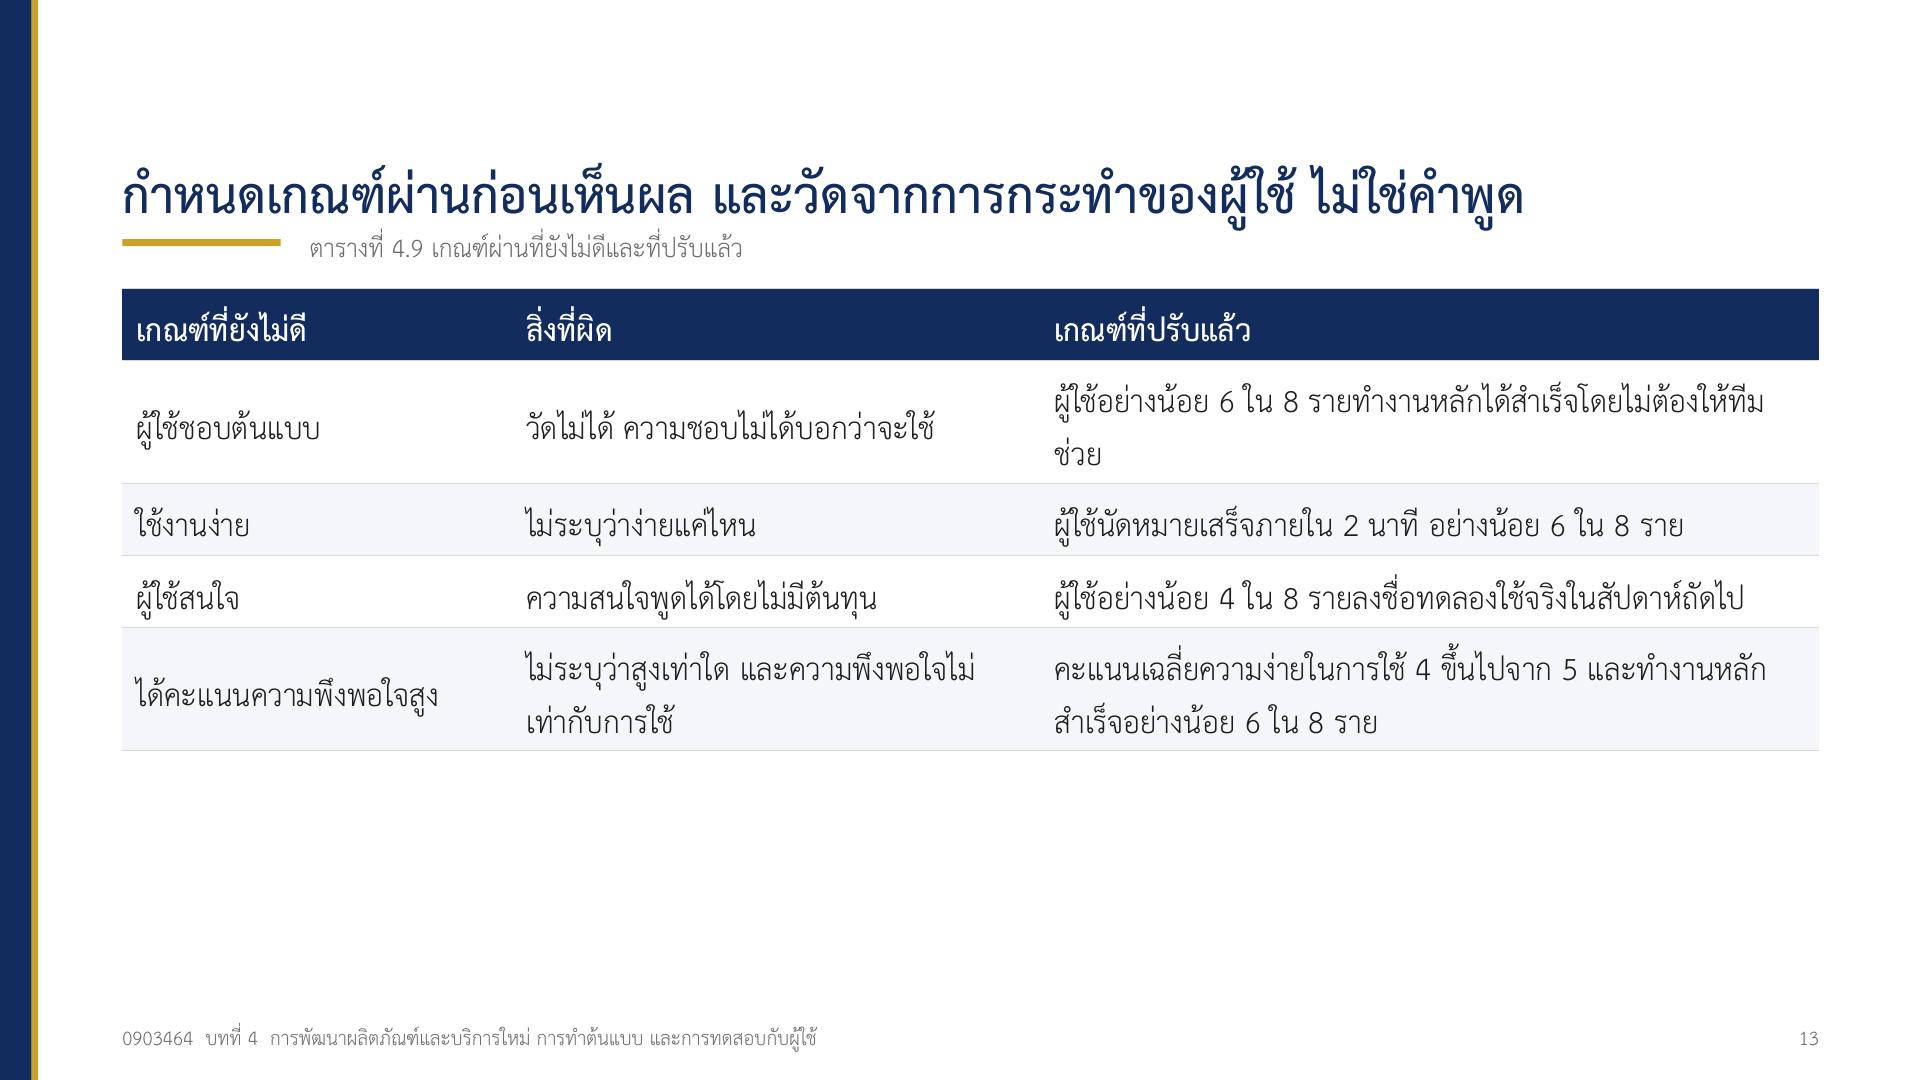 กำหนดเกณฑ์ผ่านก่อนเห็นผล และวัดจากการกระทำของผู้ใช้ ไม่ใช่คำพูด
ตารางที่ 4.9 เกณฑ์ผ่านที่ยังไม่ดีและที่ปรับแล้ว
เกณฑ์ที่ยังไม่ดี สิ่งที่ผิด เกณฑ์ที่ปรับแล้ว
ผู้ใช้ชอบต้นแบบ วัดไม่ได้ ความชอบไม่ได้บอกว่าจะใช้ ผู้ใช้อย่างน้อย 6 ใน 8 รายทำงานหลักได้สำเร็จโดยไม่ต้องให้ทีม
ช่วย
ใช้งานง่าย ไม่ระบุว่าง่ายแค่ไหน ผู้ใช้นัดหมายเสร็จภายใน 2 นาที อย่างน้อย 6 ใน 8 ราย
ผู้ใช้สนใจ ความสนใจพูดได้โดยไม่มีต้นทุน ผู้ใช้อย่างน้อย 4 ใน 8 รายลงชื่อทดลองใช้จริงในสัปดาห์ถัดไป
ได้คะแนนความพึงพอใจสูง ไม่ระบุว่าสูงเท่าใด และความพึงพอใจไม่
เท่ากับการใช้ คะแนนเฉลี่ยความง่ายในการใช้ 4 ขึ้นไปจาก 5 และทำงานหลัก
สำเร็จอย่างน้อย 6 ใน 8 ราย
0903464 บทที่ 4 การพัฒนาผลิตภัณฑ์และบริการใหม่ การทำต้นแบบ และการทดสอบกับผู้ใช้ 13